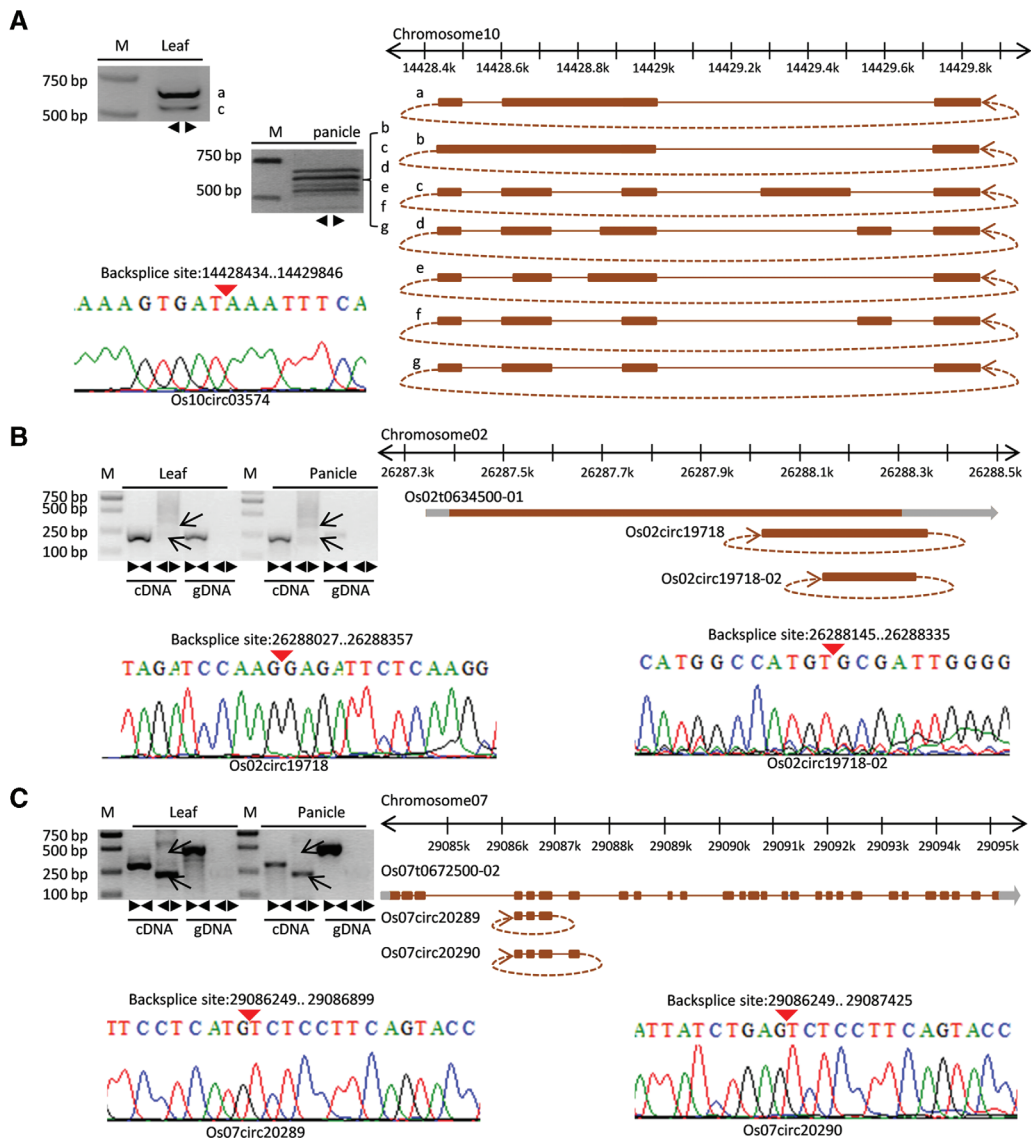 A
M Leaf
750 bp
500 bp
a
c
M panicle
750 bp
500 bp
b
c
d
e
f
g
Chromosome10
14428.4k 14428.6k 14428.8k 14429k 14429.2k 14429.4k 14429.6k 14429.8k
a
b
c
d
e
f
g
Backsplice site:14428434..14429846
AAAGTGATAAATTTCA
Os10circ03574
B
M Leaf M Panicle
750 bp
500 bp
250 bp
100 bp
cDNA gDNA cDNA gDNA
Chromosome02
26287.3k 26287.5k 26287.7k 26287.9k 26288.1k 26288.3k 26288.5k
Os02t0634500-01
Os02circ19718
Os02circ19718-02
Backsplice site:26288027..26288357
TAGATCCAAGGAGATTCTCAAGG
Os02circ19718
Backsplice site:26288145..26288335
CATGGCCATGTGCGATTGGGG
Os02circ19718-02
C
M Leaf M Panicle
750 bp
500 bp
250 bp
100 bp
cDNA gDNA cDNA gDNA
Chromosome07
29085k 29086k 29087k 29088k 29089k 29090k 29091k 29092k 29093k 29094k 29095k
Os07t0672500-02
Os07circ20289
Os07circ20290
Backsplice site:29086249.. 29086899
TTCCTCATGTCTCCTTCAGTACC
Os07circ20289
Backsplice site:29086249.. 29087425
ATTATCTGAGTCTCCTTCAGTACC
Os07circ20290